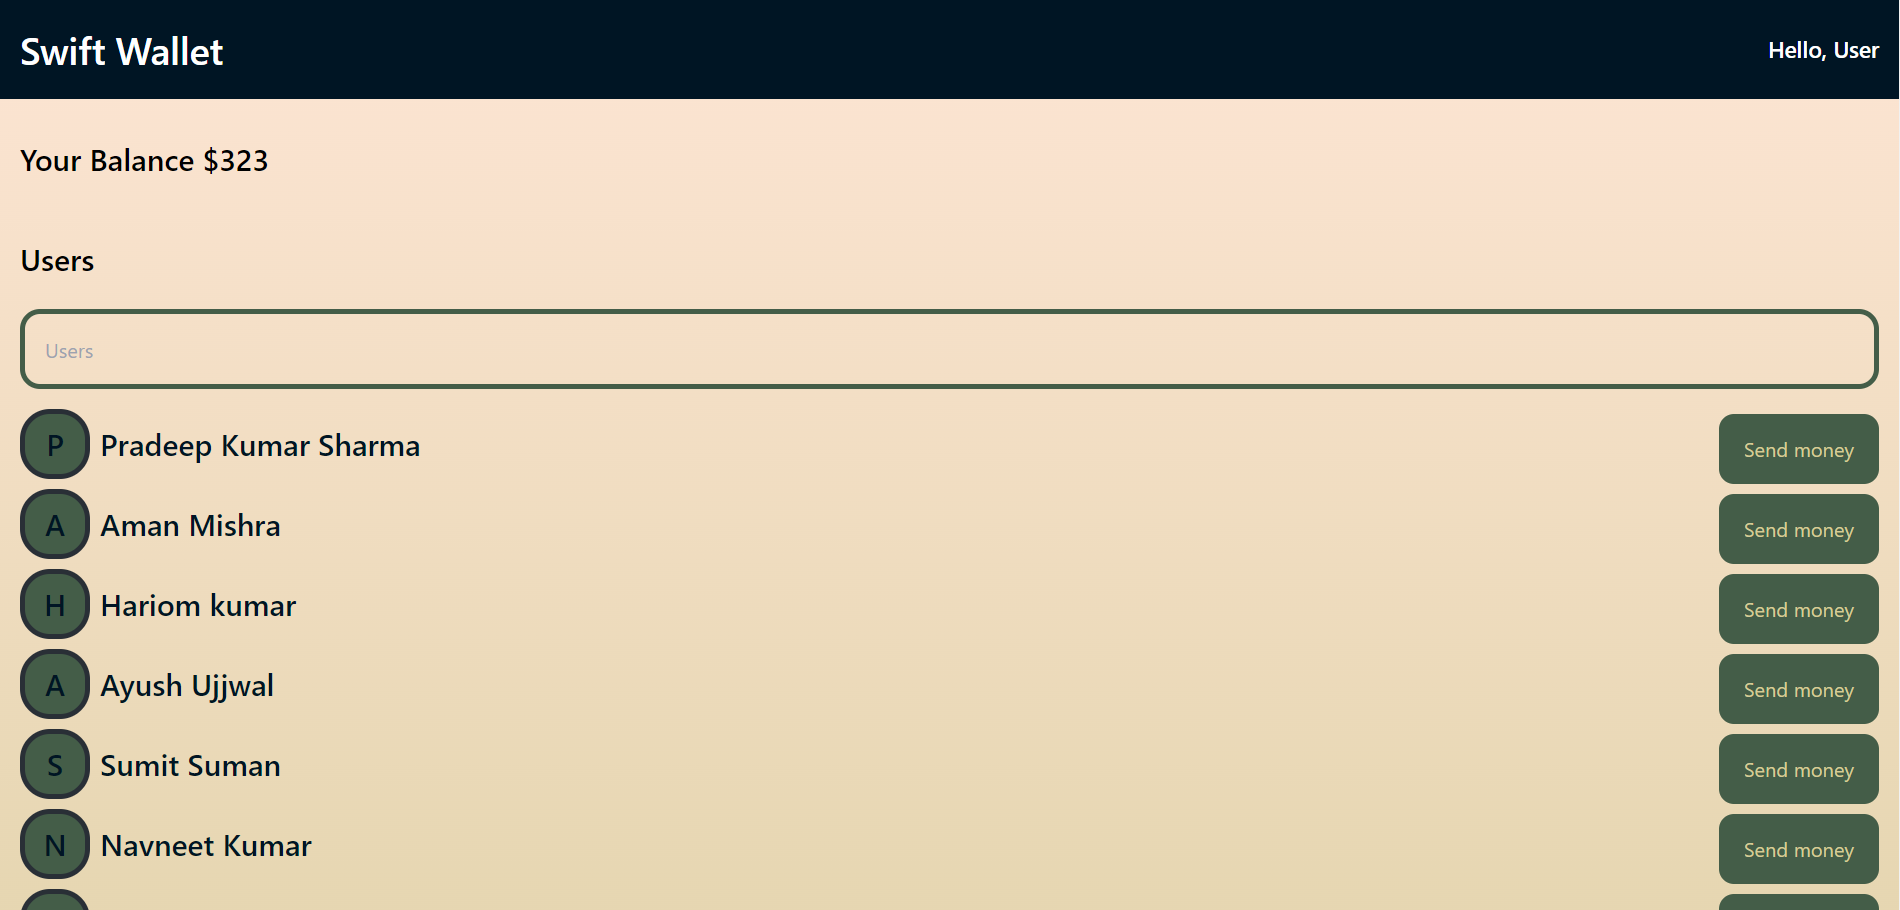 Swift Wallet
Hello, User
Your Balance $323
Users
Users
P Pradeep Kumar Sharma Send money
A Aman Mishra Send money
H Hariom kumar Send money
A Ayush Ujjwal Send money
S Sumit Suman Send money
N Navneet Kumar Send money